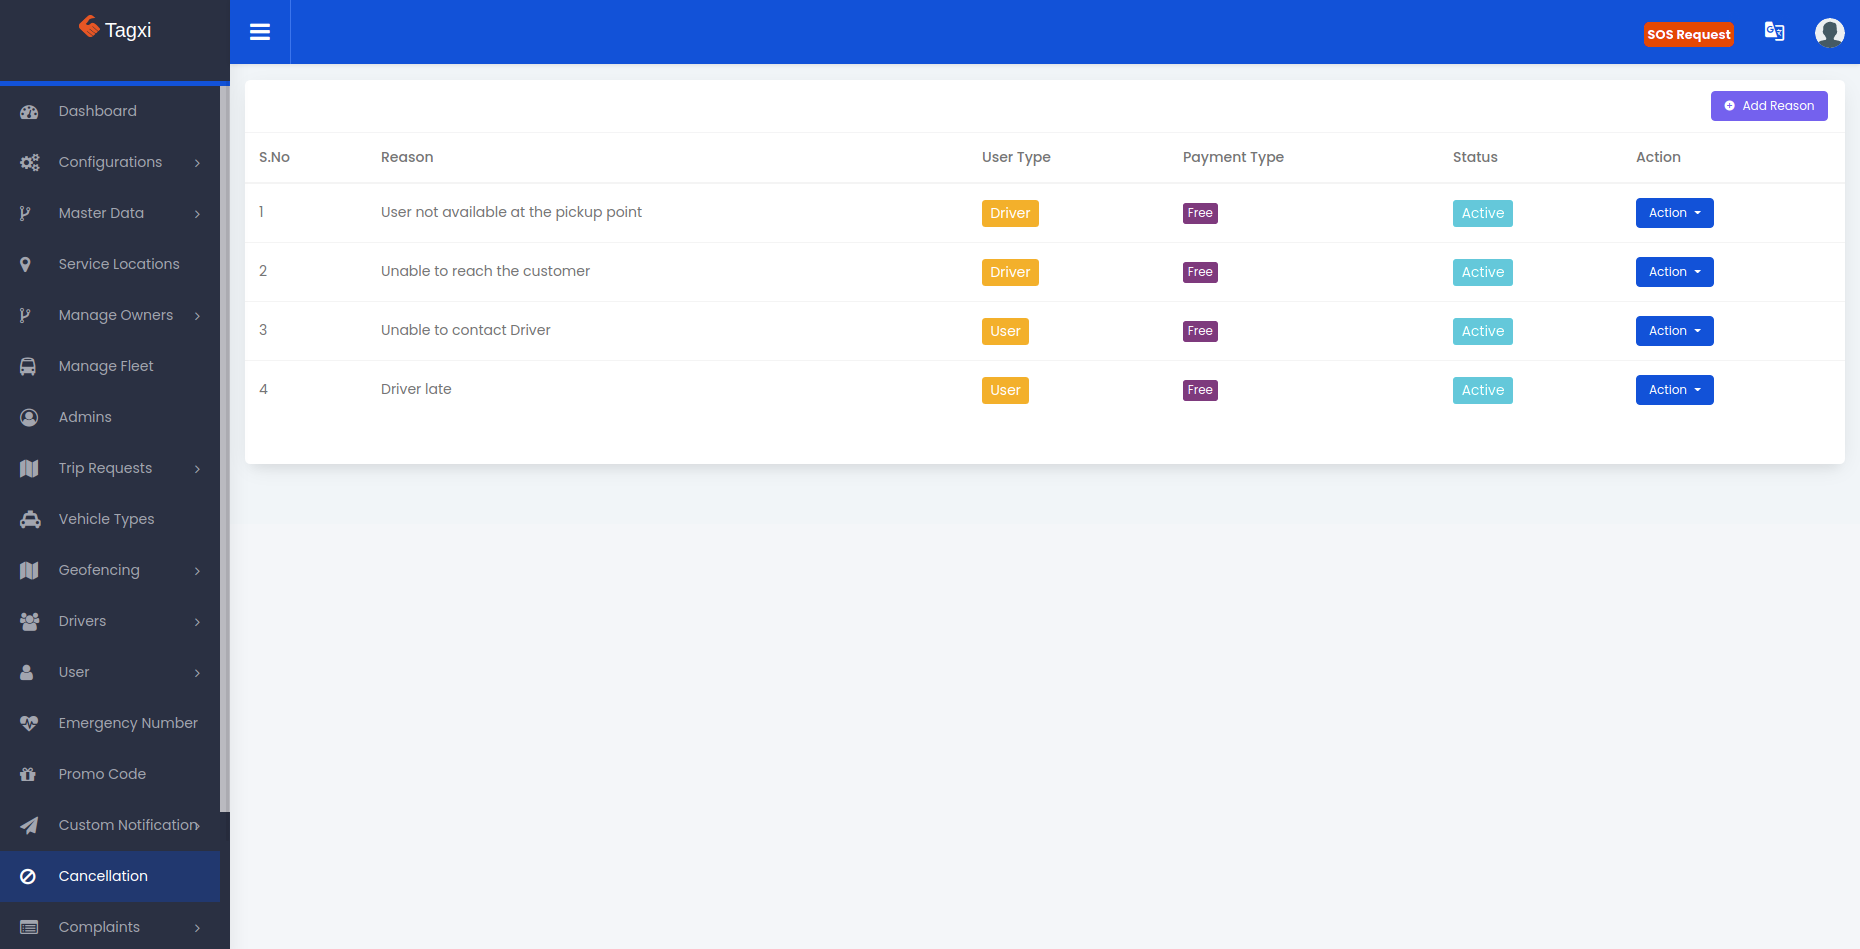 Tagxi
SOS Request
Dashboard
Configurations
Master Data
Service Locations
Manage Owners
Manage Fleet
Admins
Trip Requests
Vehicle Types
Geofencing
Drivers
User
Emergency Number
Promo Code
Custom Notification
Cancellation
Complaints
Add Reason
S.No Reason User Type Payment Type Status Action
1 User not available at the pickup point Driver Free Active Action
2 Unable to reach the customer Driver Free Active Action
3 Unable to contact Driver User Free Active Action
4 Driver late User Free Active Action